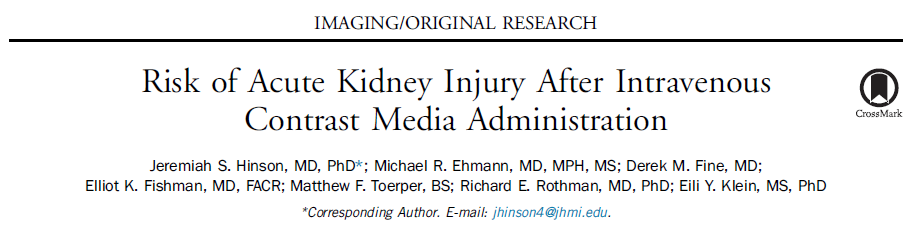 IMAGING/ORIGINAL RESEARCH
Risk of Acute Kidney Injury After Intravenous
Contrast Media Administration
CrossMark
Jeremiah S. Hinson, MD, PhD*; Michael R. Ehmann, MD, MPH, MS; Derek M. Fine, MD;
Elliot K. Fishman, MD, FACR; Matthew F. Toerper, BS; Richard E. Rothman, MD, PhD; Eili Y. Klein, MS, PhD
*Corresponding Author. E-mail: jhinson4@jhmi.edu.